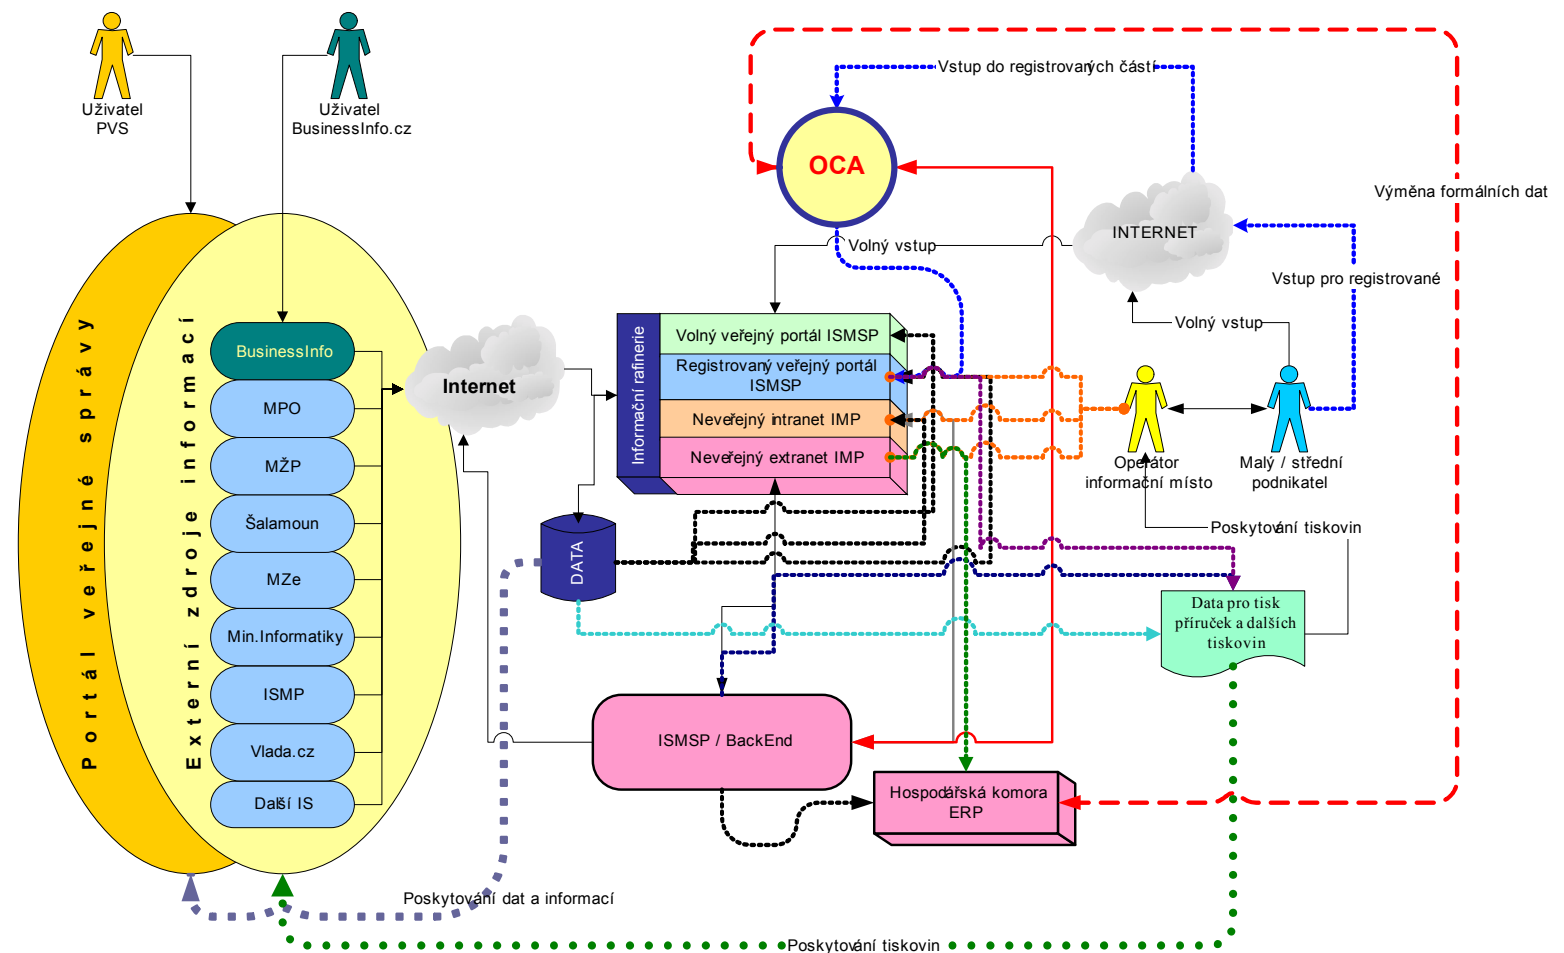 Uživatel
PVS
Uživatel
BusinessInfo.cz
Vstup do registrovaných částí
OCA
Výměna formálních dat
INTERNET
Volný vstup
Vstup pro registrované
Volný vstup
Portál veřejné správy
Externí zdroje informací
BusinessInfo
MPO
MŽP
Šalamoun
MZe
Min.Informatiky
ISMP
Vlada.cz
Další IS
Internet
Informační rafinerie
Volný veřejný portál ISMSP
Registrovaný veřejný portál
ISMSP
Neveřejný intranet IMP
Neveřejný extranet IMP
Operátor
informační místo
Malý / střední
podnikatel
Poskytování tiskovin
DATA
Data pro tisk
příruček a dalších
tiskovin
ISMSP / BackEnd
Hospodářská komora
ERP
Poskytování dat a informací
Poskytování tiskovin